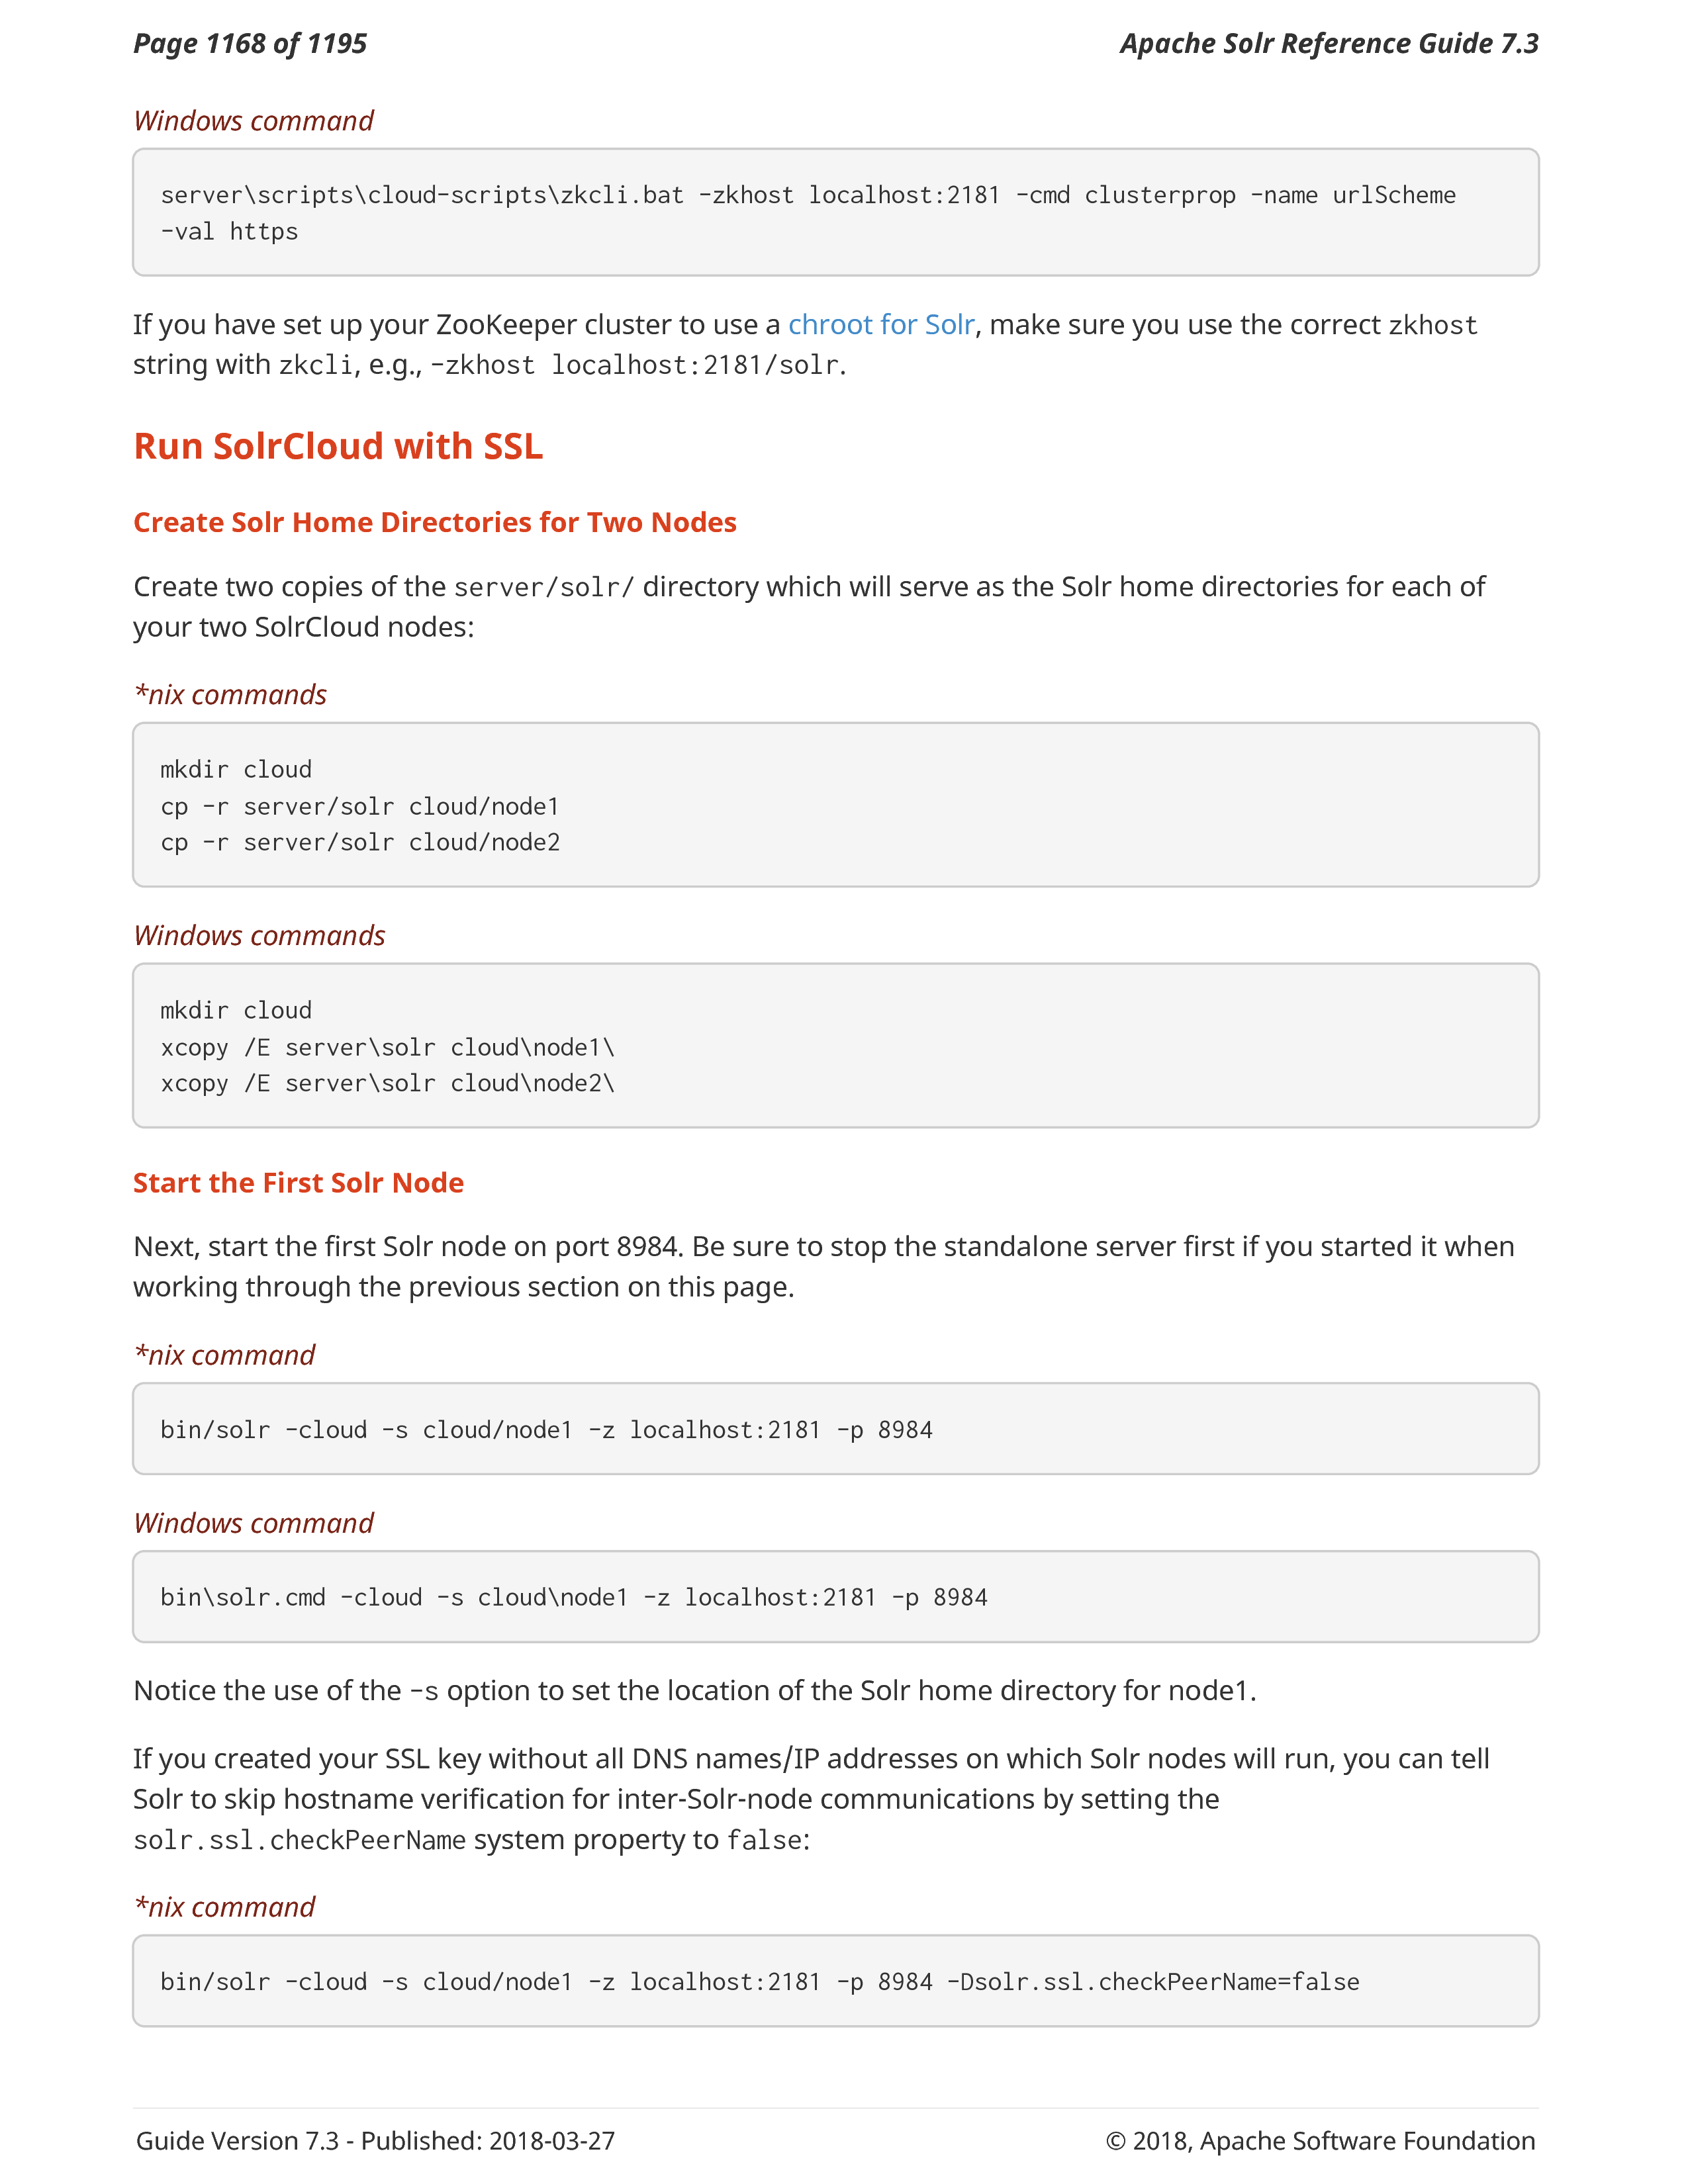 Page 1168 of 1195
Apache Solr Reference Guide 7.3
Windows command
server\scripts\cloud-scripts\zkcli.bat -zkhost localhost:2181 -cmd clusterprop -name urlScheme
-val https
If you have set up your ZooKeeper cluster to use a chroot for Solr, make sure you use the correct zkhost
string with zkcli, e.g., -zkhost localhost:2181/solr.
Run SolrCloud with SSL
Create Solr Home Directories for Two Nodes
Create two copies of the server/solr/ directory which will serve as the Solr home directories for each of
your two SolrCloud nodes:
*nix commands
mkdir cloud
cp -r server/solr cloud/node1
cp -r server/solr cloud/node2
Windows commands
mkdir cloud
xcopy /E server\solr cloud\node1\
xcopy /E server\solr cloud\node2\
Start the First Solr Node
Next, start the first Solr node on port 8984. Be sure to stop the standalone server first if you started it when
working through the previous section on this page.
*nix command
bin/solr -cloud -s cloud/node1 -z localhost:2181 -p 8984
Windows command
bin\solr.cmd -cloud -s cloud\node1 -z localhost:2181 -p 8984
Notice the use of the -s option to set the location of the Solr home directory for node1.
If you created your SSL key without all DNS names/IP addresses on which Solr nodes will run, you can tell
Solr to skip hostname verification for inter-Solr-node communications by setting the
solr.ssl.checkPeerName system property to false:
*nix command
bin/solr -cloud -s cloud/node1 -z localhost:2181 -p 8984 -Dsolr.ssl.checkPeerName=false
Guide Version 7.3 - Published: 2018-03-27
© 2018, Apache Software Foundation